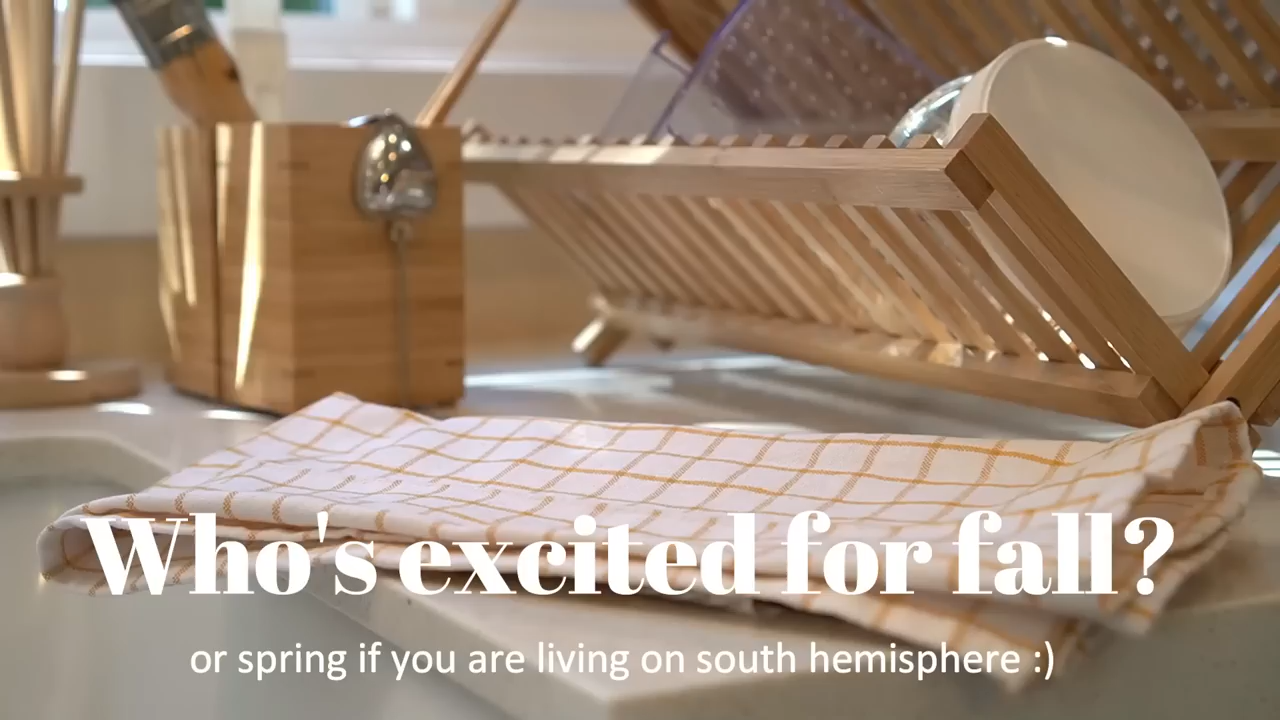 Who's excited for fall?
or spring if you are living on south hemisphere :)